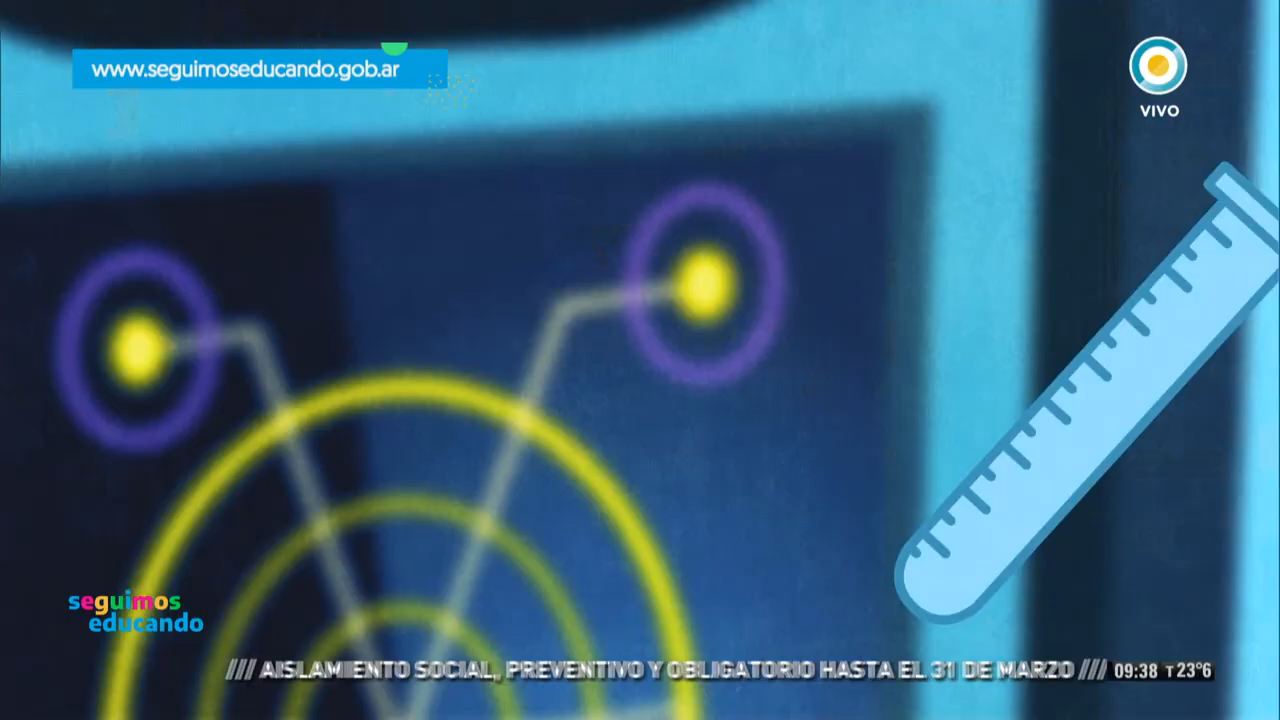 www.seguimoseducando.gob.ar
VIVO
seguimos
educando
/// AISLAMIENTO SOCIAL, PREVENTIVO Y OBLIGATORIO HASTA EL 31 DE MARZO /// 09:38 T 23°6